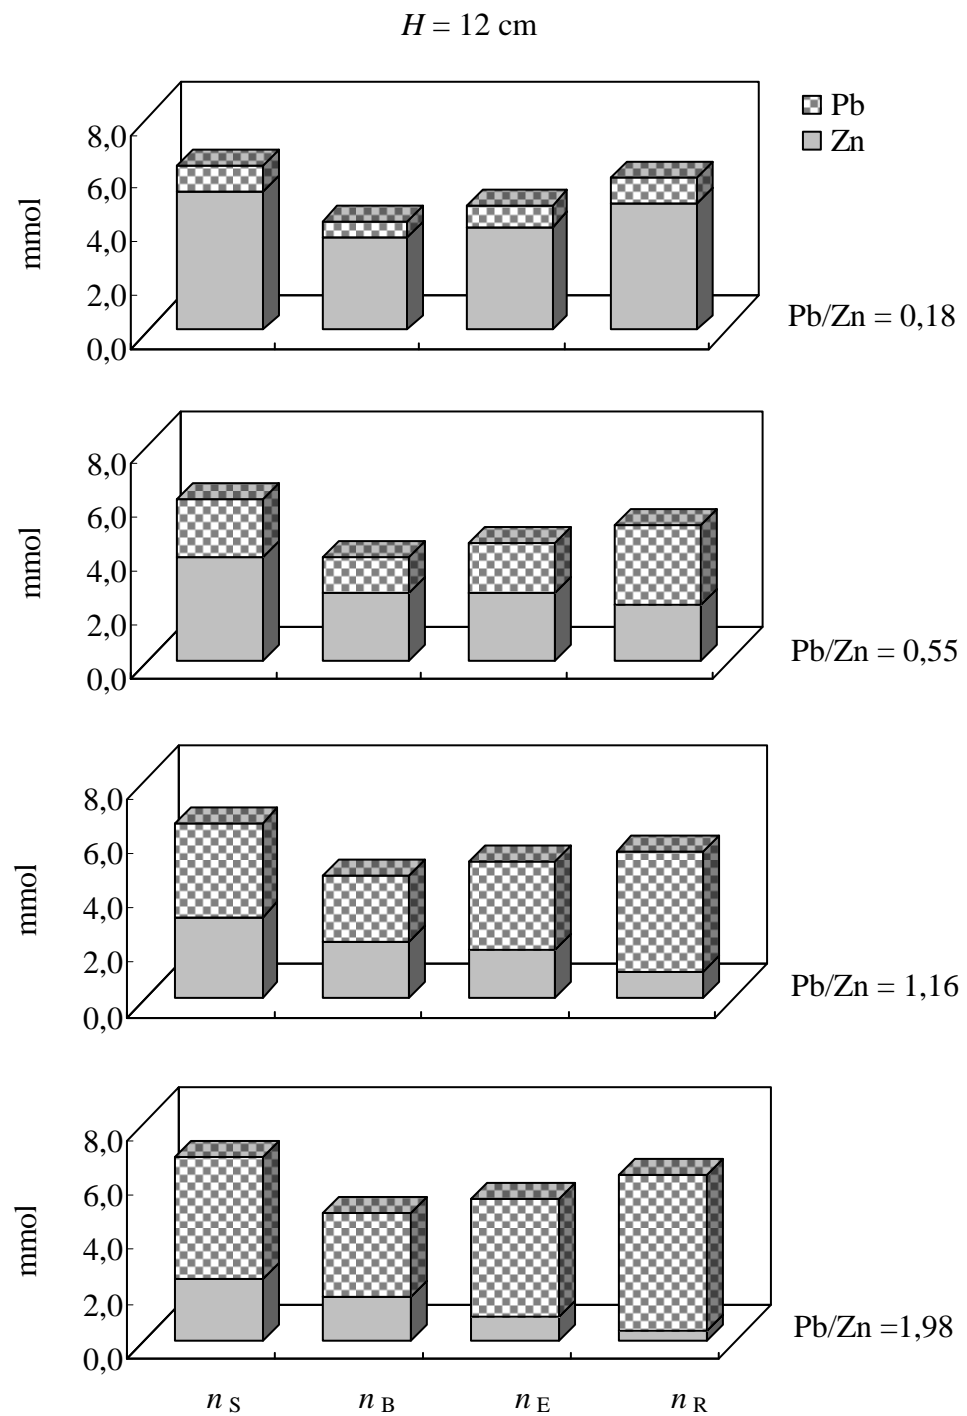 H = 12 cm
Pb
Zn
8,0
6,0
4,0
2,0
0,0
mmol
Pb/Zn = 0,18
8,0
6,0
4,0
2,0
0,0
mmol
Pb/Zn = 0,55
8,0
6,0
4,0
2,0
0,0
mmol
Pb/Zn = 1,16
8,0
6,0
4,0
2,0
0,0
mmol
Pb/Zn =1,98
n S n B n E n R